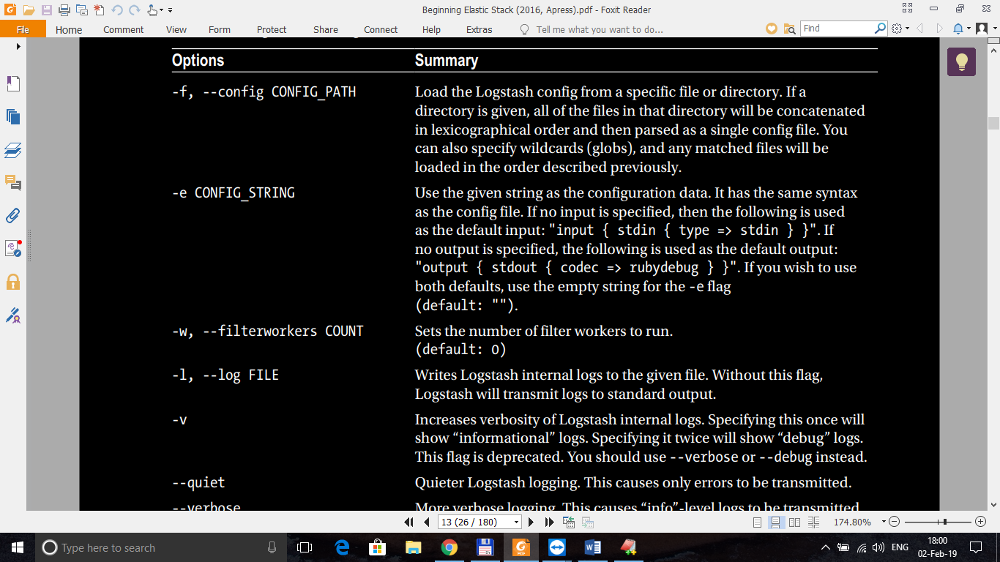 Beginning Elastic Stack (2016, Apress).pdf - Foxit Reader
File Home Comment View Form Protect Share Connect Help Extras Tell me what you want to do... Find
Options Summary
-f, --config CONFIG_PATH Load the Logstash config from a specific file or directory. If a
directory is given, all of the files in that directory will be concatenated
in lexicographical order and then parsed as a single config file. You
can also specify wildcards (globs), and any matched files will be
loaded in the order described previously.
-e CONFIG_STRING Use the given string as the configuration data. It has the same syntax
as the config file. If no input is specified, then the following is used
as the default input: "input { stdin { type => stdin } }". If
no output is specified, the following is used as the default output:
"output { stdout { codec => rubydebug } }". If you wish to use
both defaults, use the empty string for the -e flag
(default: "").
-w, --filterworkers COUNT Sets the number of filter workers to run.
(default: 0)
-l, --log FILE Writes Logstash internal logs to the given file. Without this flag,
Logstash will transmit logs to standard output.
-v Increases verbosity of Logstash internal logs. Specifying this once will
show “informational” logs. Specifying it twice will show “debug” logs.
This flag is deprecated. You should use --verbose or --debug instead.
--quiet Quieter Logstash logging. This causes only errors to be transmitted.
--verbose More verbose logging. This causes “info”-level logs to be transmitted
13 (26 / 180) 174.80%
Type here to search ENG 18:00
02-Feb-19